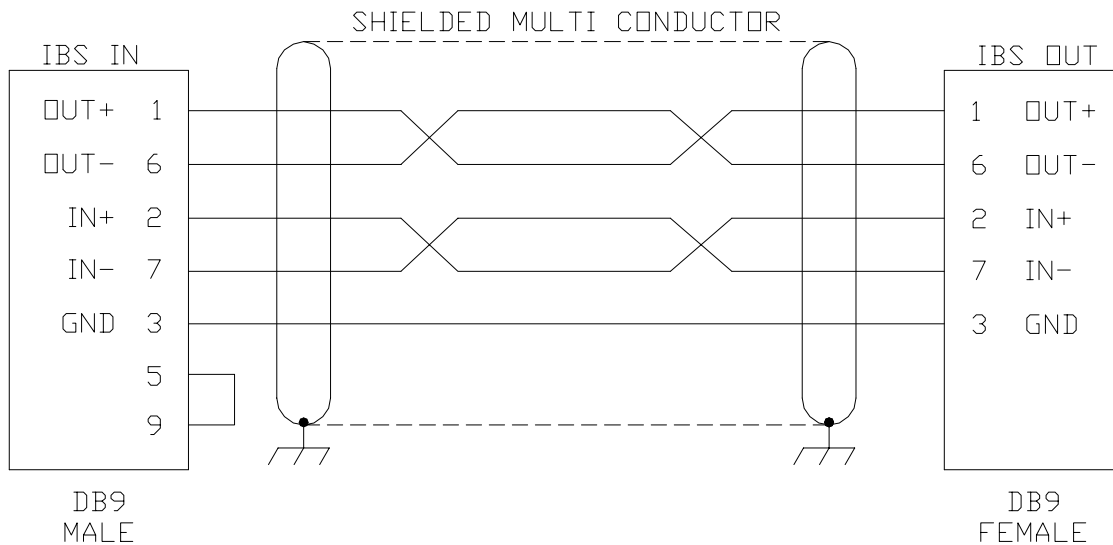 SHIELDED MULTI CONDUCTOR
IBS IN
OUT+ 1
OUT- 6
IN+ 2
IN- 7
GND 3
5
9
DB9
MALE
IBS OUT
1 OUT+
6 OUT-
2 IN+
7 IN-
3 GND
DB9
FEMALE